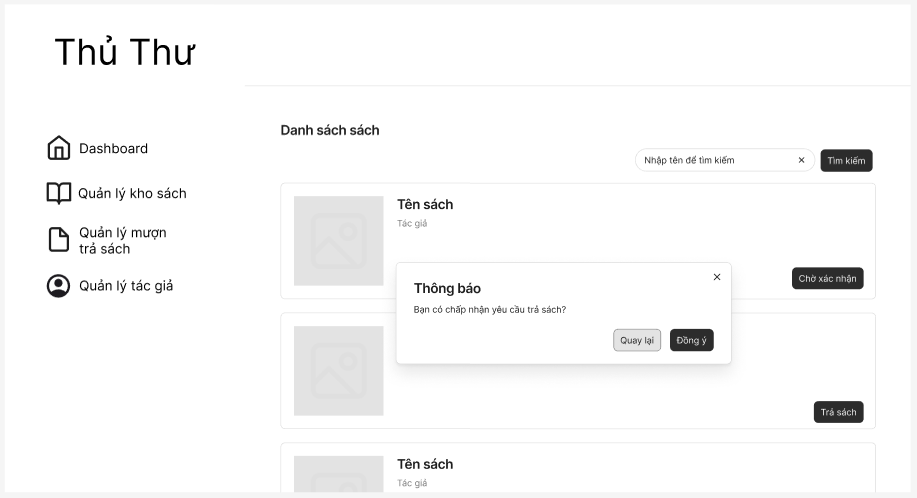 Thủ Thư
Dashboard
Quản lý kho sách
Quản lý mượn
trả sách
Quản lý tác giả
Danh sách sách
Nhập tên để tìm kiếm
Tìm kiếm
Tên sách
Tác giả
Chờ xác nhận
Thông báo
Bạn có chấp nhận yêu cầu trả sách?
Quay lại
Đồng ý
Trả sách
Tên sách
Tác giả